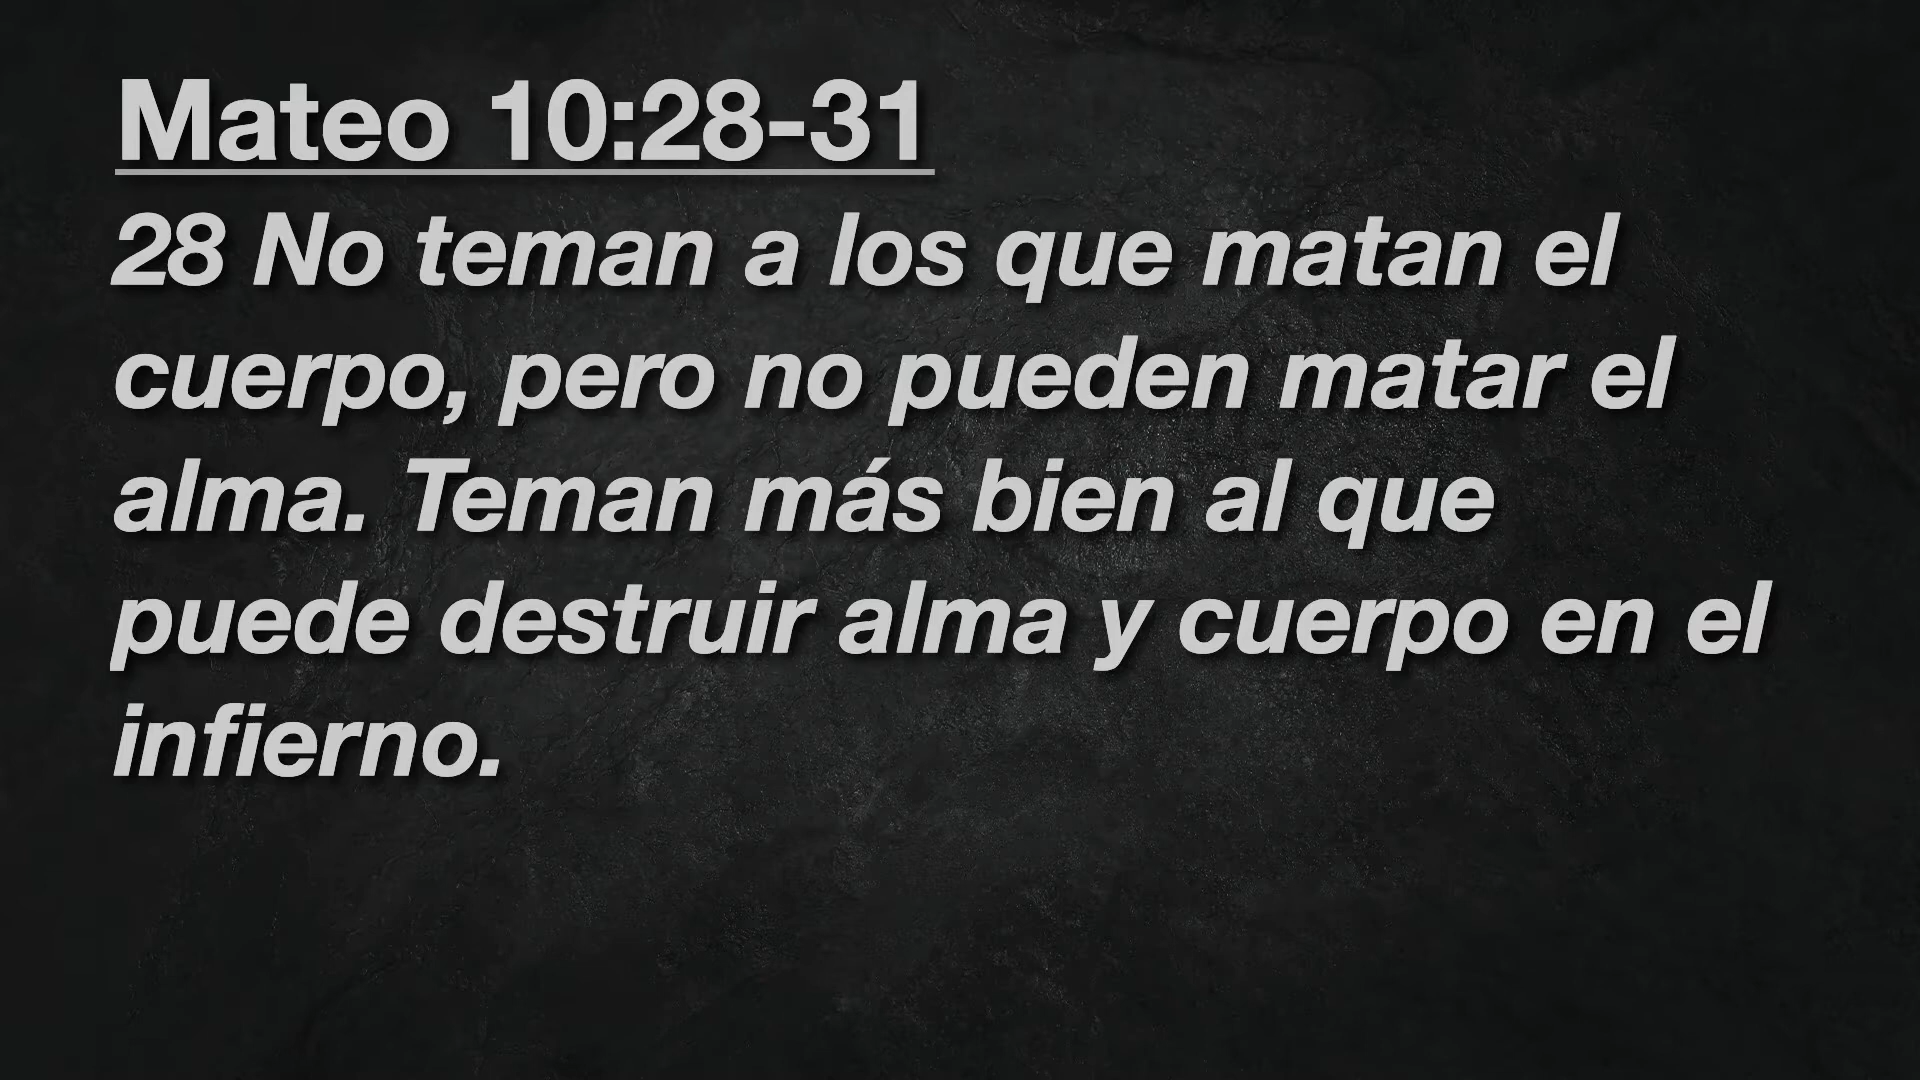 Mateo 10:28-31
28 No teman a los que matan el
cuerpo, pero no pueden matar el
alma. Teman más bien al que
puede destruir alma y cuerpo en el
infierno.